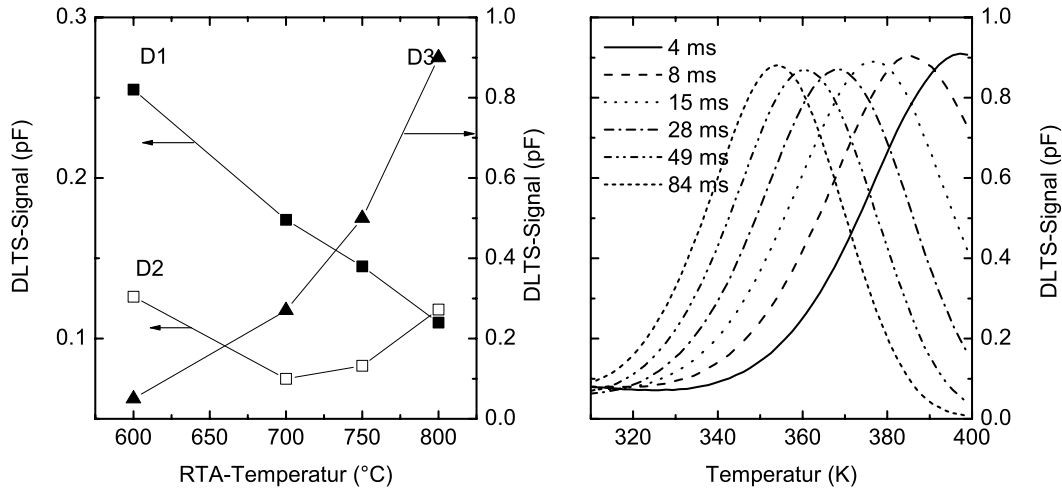 0.3
0.2
0.1
DLTS-Signal (pF)
D1
D2
D3
1.0
0.8
0.6
0.4
0.2
0.0
DLTS-Signal (pF)
600
650
700
750
800
RTA-Temperatur (°C)
4 ms
8 ms
15 ms
28 ms
49 ms
84 ms
1.0
0.8
0.6
0.4
0.2
0.0
DLTS-Signal (pF)
320
340
360
380
400
Temperatur (K)